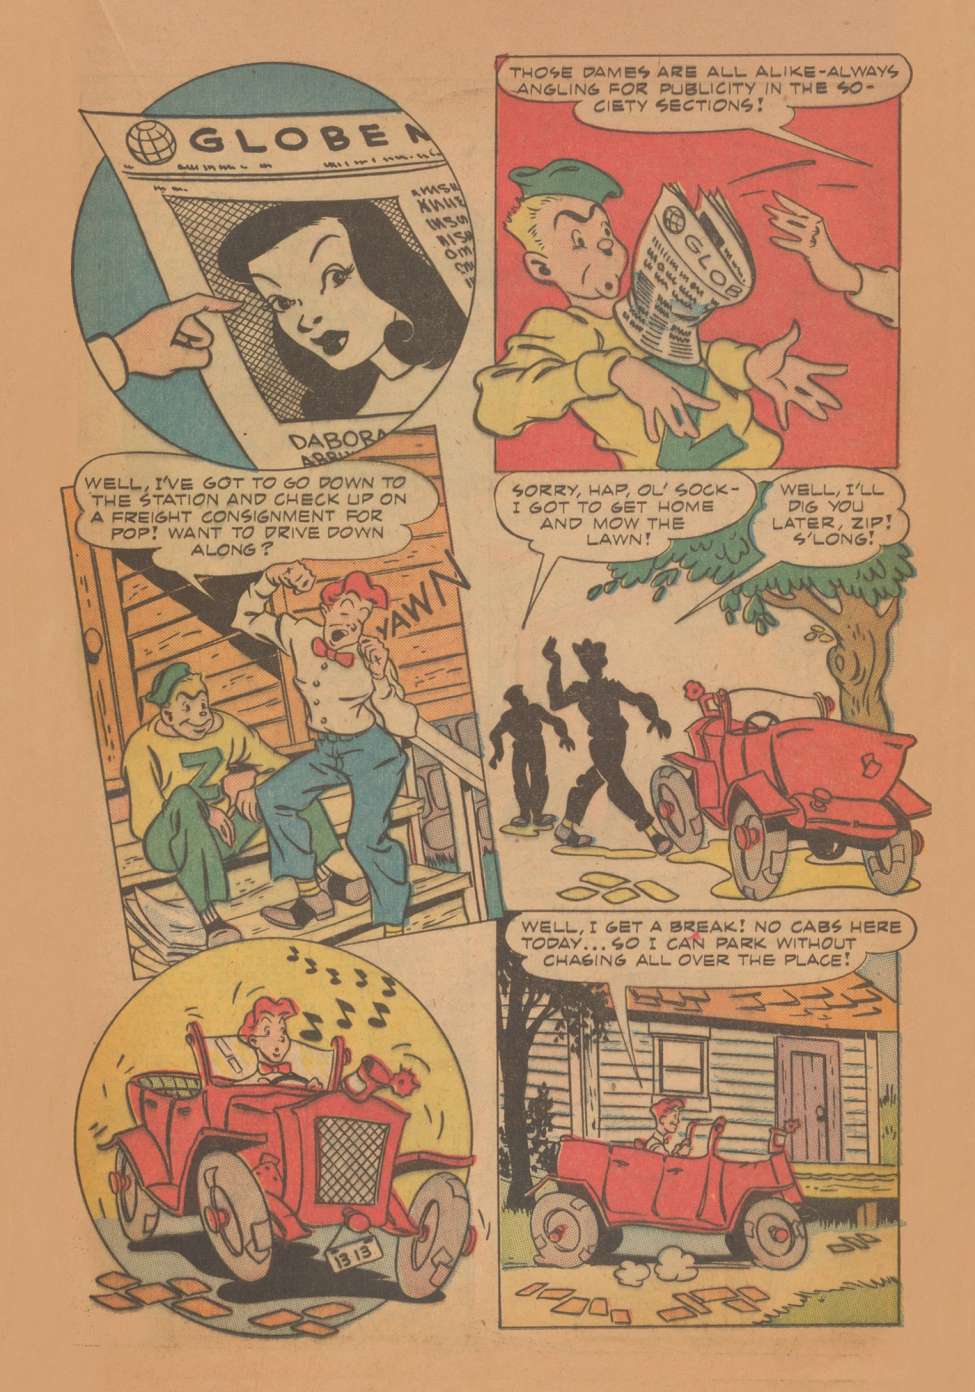 GLOBE N
DABORA
THOSE DAMES ARE ALL ALIKE-ALWAYS
ANGLING FOR PUBLICITY IN THE SO-
CIETY SECTIONS!
GLOB
WELL, I'VE GOT TO GO DOWN TO
THE STATION AND CHECK UP ON
A FREIGHT CONSIGNMENT FOR
POP! WANT TO DRIVE DOWN
ALONG?
YAWN
Z
SORRY, HAP, OL' SOCK-
I GOT TO GET HOME
AND MOW THE
LAWN!
WELL, I'LL
DIG YOU
LATER, ZIP!
S'LONG!
B
1313
WELL, I GET A BREAK! NO CABS HERE
TODAY... SO I CAN PARK WITHOUT
CHASING ALL OVER THE PLACE!